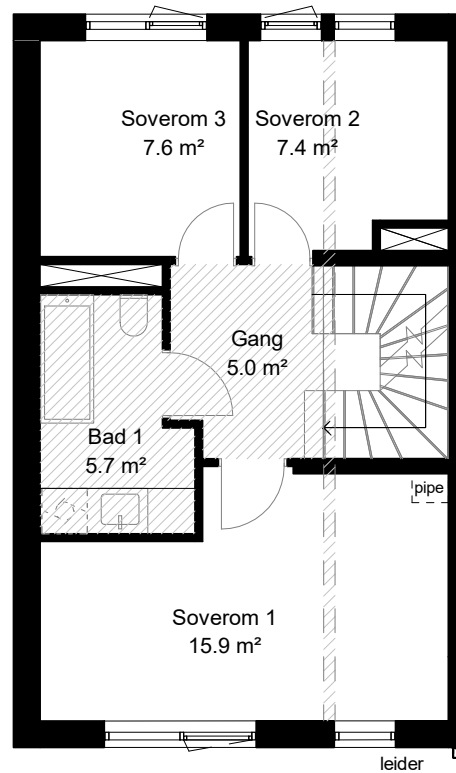 Soverom 3
7.6 m²
Soverom 2
7.4 m²
Gang
5.0 m²
Bad 1
5.7 m²
pipe
Soverom 1
15.9 m²
leider